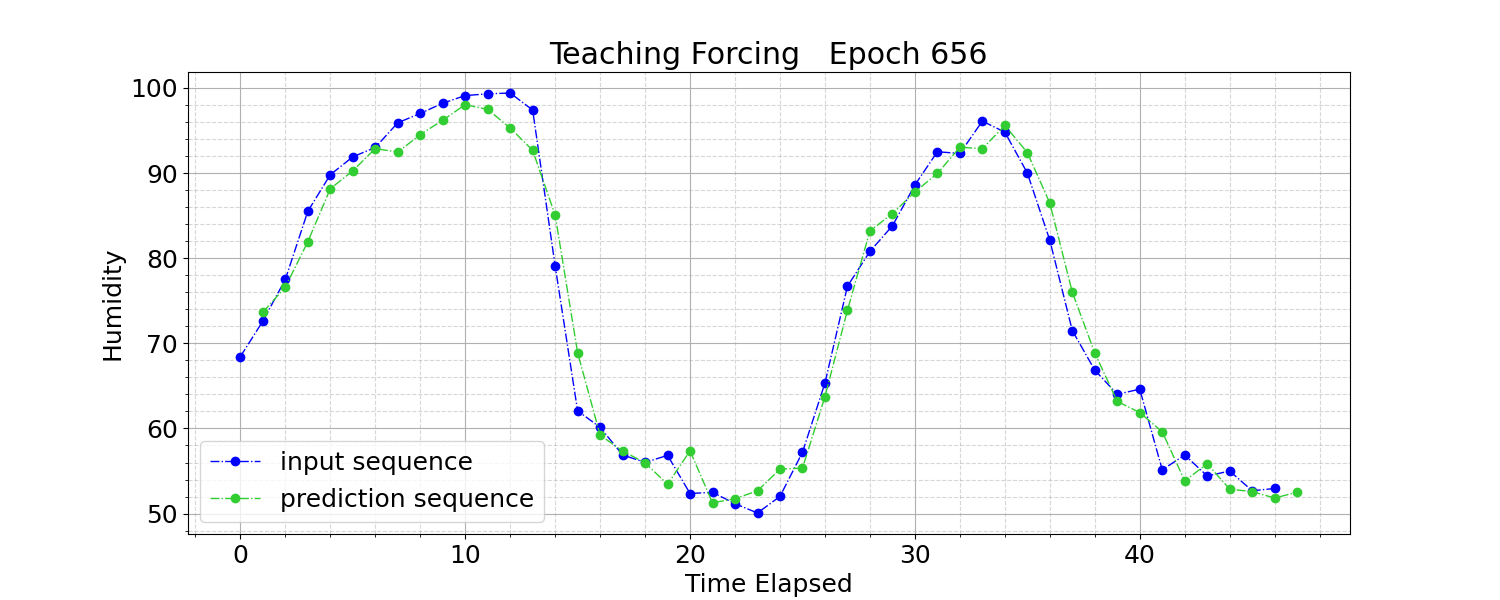 Teaching Forcing   Epoch 656
100
90
80
70
60
50
Humidity
input sequence
prediction sequence
0 10 20 30 40
Time Elapsed